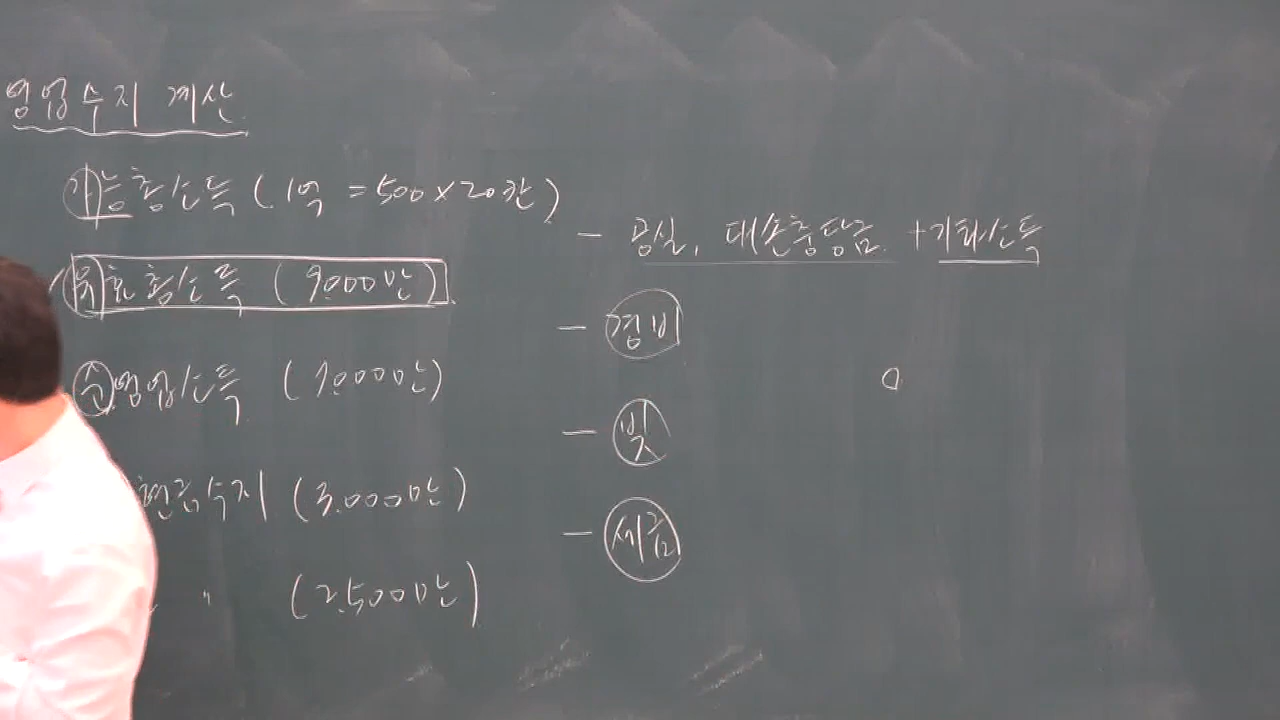 영업수지 계산
가능총소득 (1억 = 500 × 20칸)
- 공실, 대손충당금 + 기타소득
유효총소득 (9,000만)
- 경비
순영업소득 (7,000만)
- 빚
현금수지 (3,000만)
- 세금
" (2,500만)